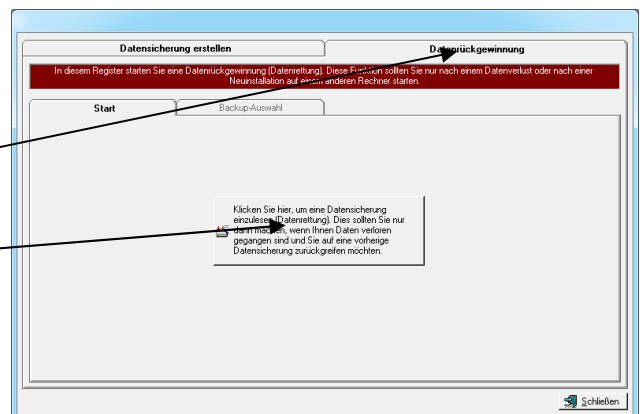 Datensicherung erstellen
Datenrückgewinnung
In diesem Register starten Sie eine Datenrückgewinnung (Datenrettung). Diese Funktion sollten Sie nur nach einem Datenverlust oder nach einer
Neuinstallation auf einem anderen Rechner starten.
Start
Backup-Auswahl
Klicken Sie hier, um eine Datensicherung
einzulesen (Datenrettung). Dies sollten Sie nur
dann machen, wenn Ihnen Daten verloren
gegangen sind und Sie auf eine vorherige
Datensicherung zurückgreifen möchten.
Schließen